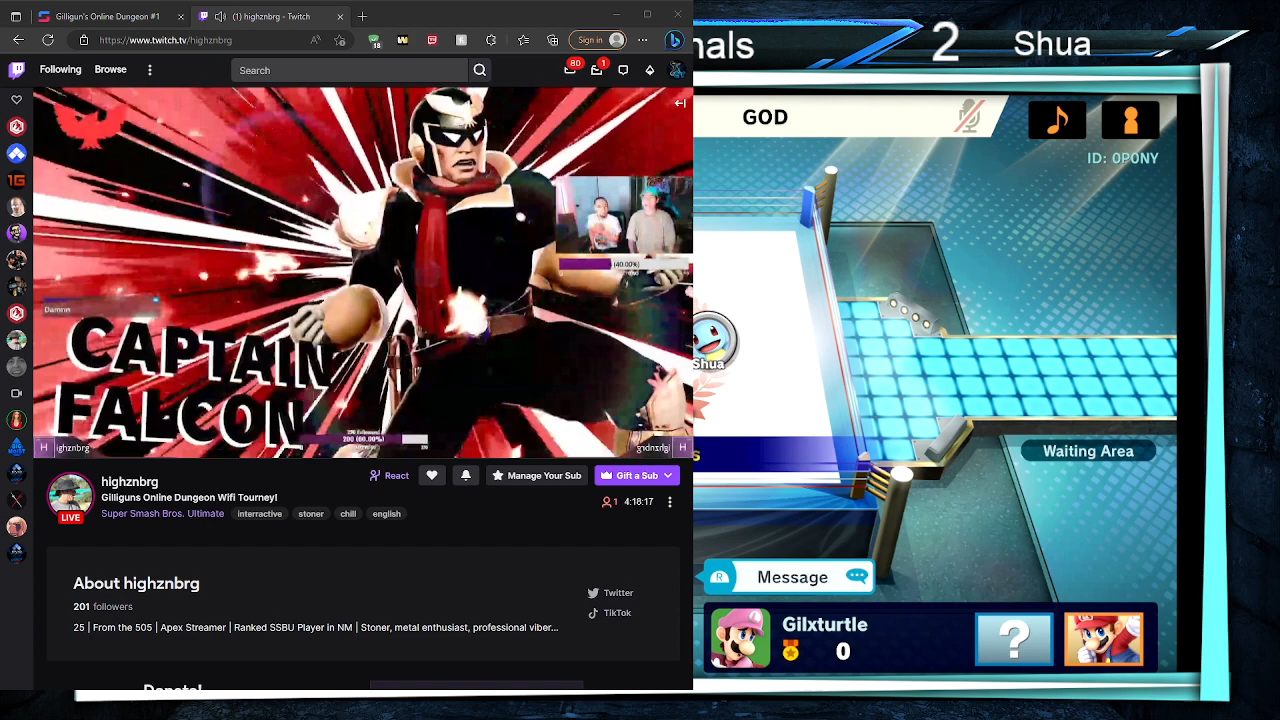 Gilligun's Online Dungeon #1
(1) highznbrg - Twitch
https://www.twitch.tv/highznbrg
18
Sign in
Following
Browse
Search
80
1
CAPTAIN
FALCON
Damnn
(40.00%)
200 (80.00%)
H
ighznbrg
H
highznbrg
React
Manage Your Sub
Gift a Sub
LIVE
Gilliguns Online Dungeon Wifi Tourney!
1
4:18:17
Super Smash Bros. Ultimate
interractive
stoner
chill
english
About highznbrg
201 followers
Twitter
TikTok
25 | From the 505 | Apex Streamer | Ranked SSBU Player in NM | Stoner, metal enthusiast, professional viber...
nals
2
Shua
GOD
ID: 0P0NY
Shua
s
Waiting Area
R
Message
Gilxturtle
0
?